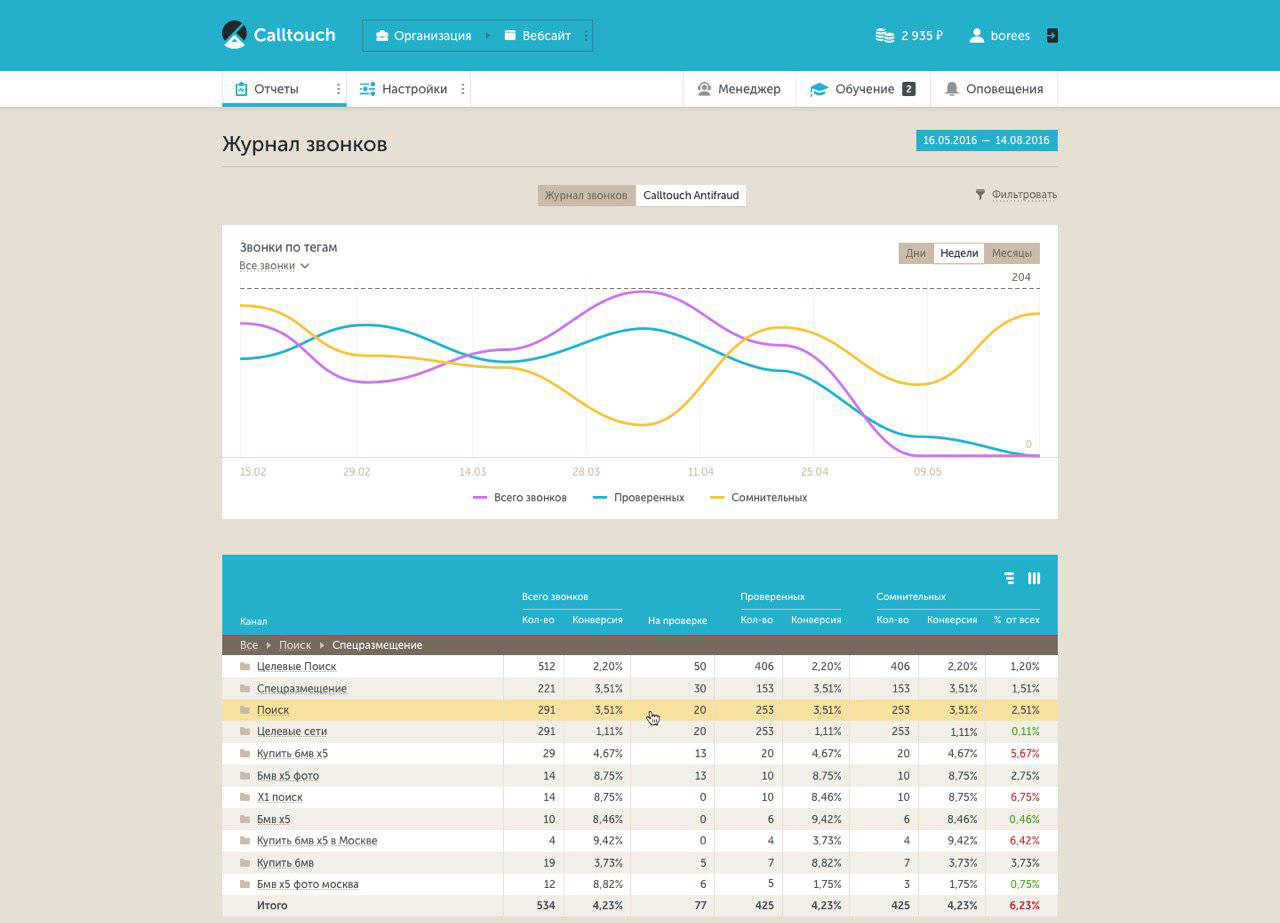 Calltouch Организация Вебсайт 2 935 ₽ borees
Отчеты Настройки Менеджер Обучение 2 Оповещения
Журнал звонков 16.05.2016 — 14.08.2016
Журнал звонков Calltouch Antifraud Фильтровать
Звонки по тегам Дни Недели Месяцы
Все звонки
204
0
15.02 29.02 14.03 28.03 11.04 25.04 09.05
Всего звонков Проверенных Сомнительных
Всего звонков Проверенных Сомнительных
Канал Кол-во Конверсия На проверке Кол-во Конверсия Кол-во Конверсия % от всех
Все Поиск Спецразмещение
Целевые Поиск 512 2,20% 50 406 2,20% 406 2,20% 1,20%
Спецразмещение 221 3,51% 30 153 3,51% 153 3,51% 1,51%
Поиск 291 3,51% 20 253 3,51% 253 3,51% 2,51%
Целевые сети 291 1,11% 20 253 1,11% 253 1,11% 0,11%
Купить бмв х5 29 4,67% 13 20 4,67% 20 4,67% 5,67%
Бмв х5 фото 14 8,75% 13 10 8,75% 10 8,75% 2,75%
Х1 поиск 14 8,75% 0 10 8,46% 10 8,75% 6,75%
Бмв х5 10 8,46% 0 6 9,42% 6 8,46% 0,46%
Купить бмв х5 в Москве 4 9,42% 0 4 3,73% 4 9,42% 6,42%
Купить бмв 19 3,73% 5 7 8,82% 7 3,73% 3,73%
Бмв х5 фото москва 12 8,82% 6 5 1,75% 3 1,75% 0,75%
Итого 534 4,23% 77 425 4,23% 425 4,23% 6,23%